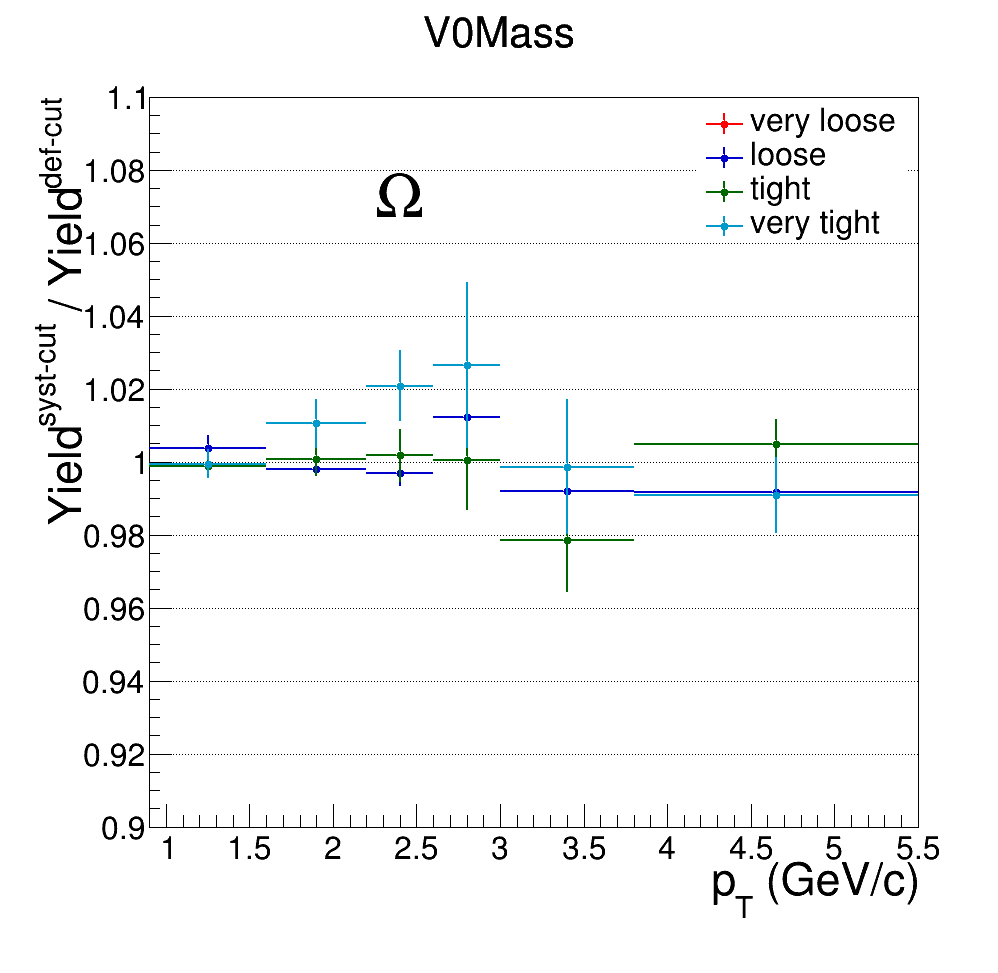 V0Mass
Yield^syst-cut / Yield^def-cut
1.1
1.08
1.06
1.04
1.02
1
0.98
0.96
0.94
0.92
0.9
Ω
very loose
loose
tight
very tight
1 1.5 2 2.5 3 3.5 4 4.5 5 5.5
p_T (GeV/c)